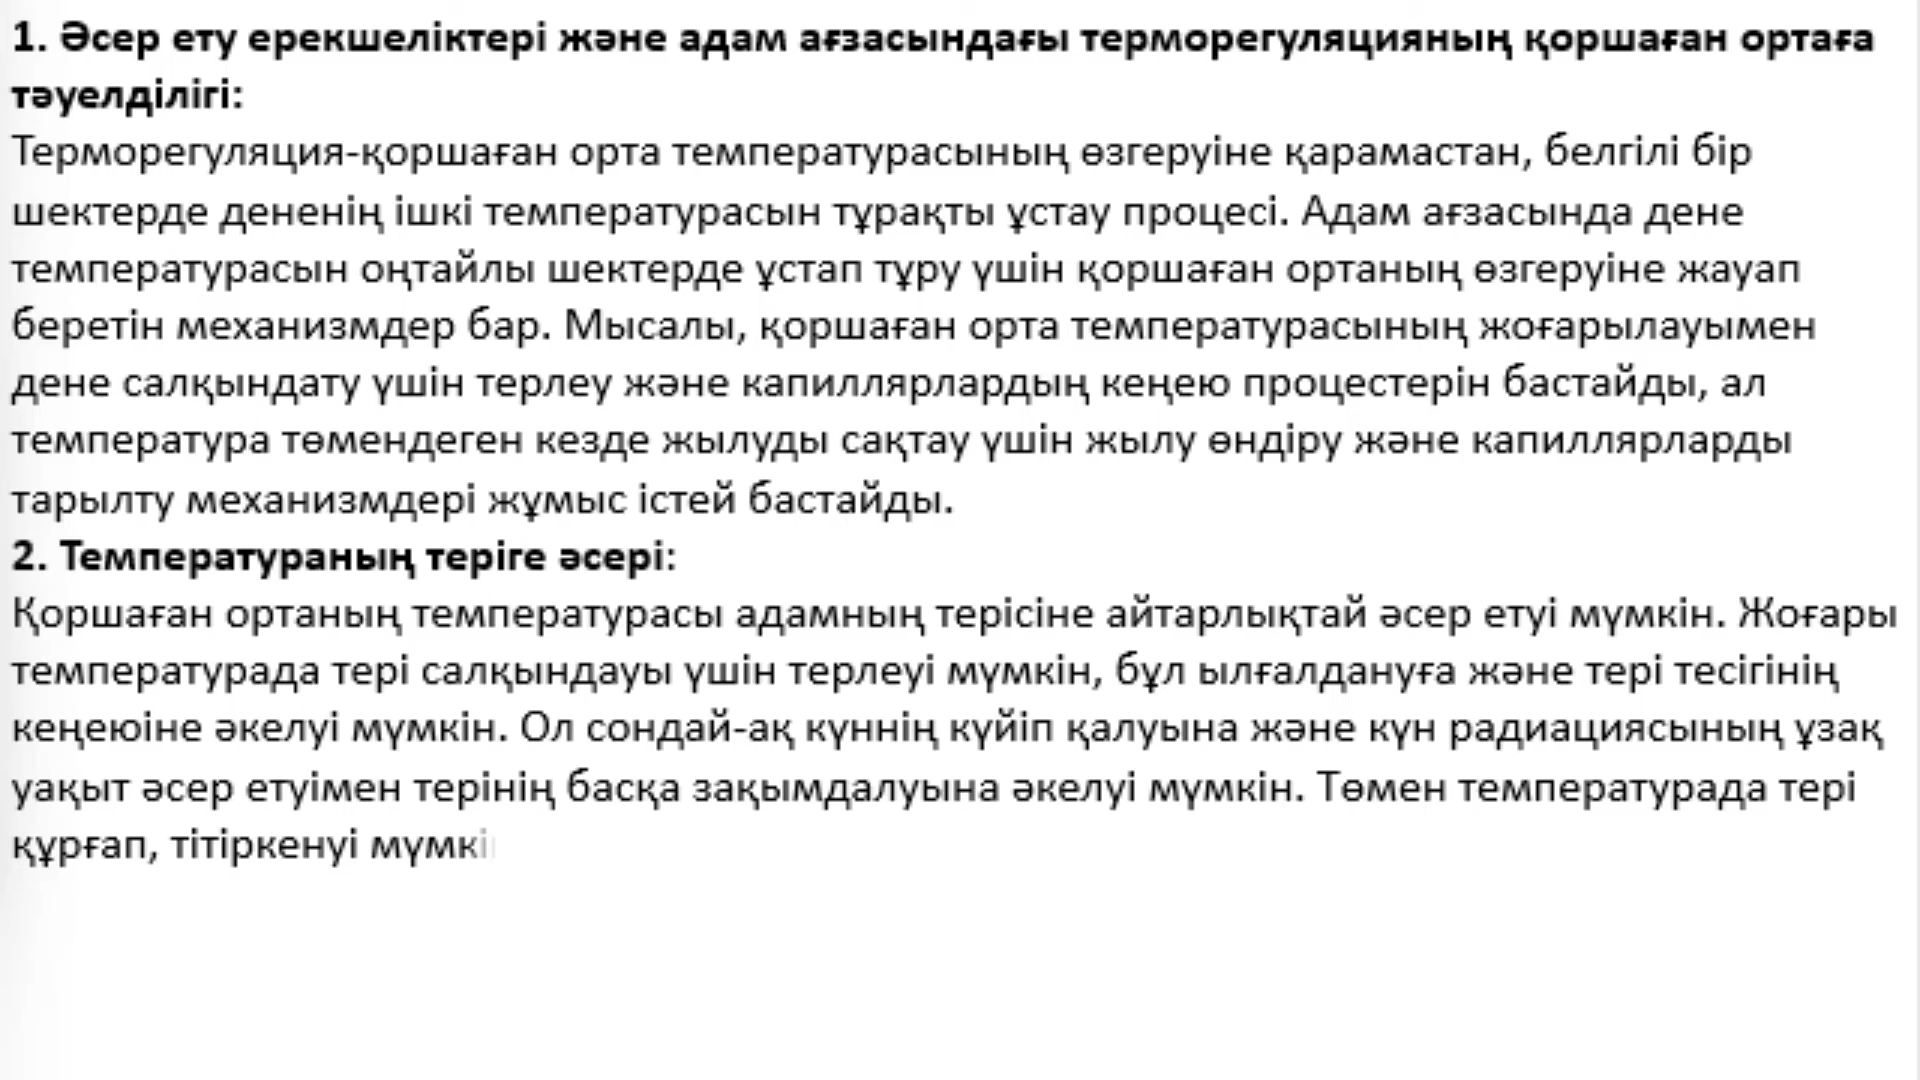 1. Әсер ету ерекшеліктері және адам ағзасындағы терморегуляцияның қоршаған ортаға
тәуелділігі:
Терморегуляция-қоршаған орта температурасының өзгеруіне қарамастан, белгілі бір
шектерде дененің ішкі температурасын тұрақты ұстау процесі. Адам ағзасында дене
температурасын оңтайлы шектерде ұстап тұру үшін қоршаған ортаның өзгеруіне жауап
беретін механизмдер бар. Мысалы, қоршаған орта температурасының жоғарылауымен
дене салқындату үшін терлеу және капиллярлардың кеңею процестерін бастайды, ал
температура төмендеген кезде жылуды сақтау үшін жылу өндіру және капиллярларды
тарылту механизмдері жұмыс істей бастайды.
2. Температураның теріге әсері:
Қоршаған ортаның температурасы адамның терісіне айтарлықтай әсер етуі мүмкін. Жоғары
температурада тері салқындауы үшін терлеуі мүмкін, бұл ылғалдануға және тері тесігінің
кеңеюіне әкелуі мүмкін. Ол сондай-ақ күннің күйіп қалуына және күн радиациясының ұзақ
уақыт әсер етуімен терінің басқа зақымдалуына әкелуі мүмкін. Төмен температурада тері
құрғап, тітіркенуі